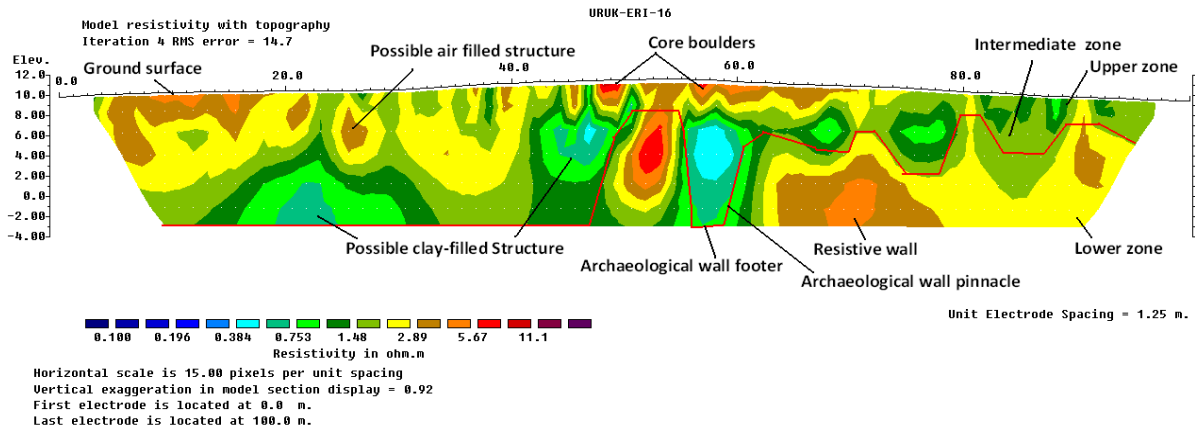 URUK-ERI-16
Model resistivity with topography
Iteration 4 RMS error = 14.7
Possible air filled structure
Core boulders
Intermediate zone
Elev.
Ground surface
Upper zone
12.0
0.0 20.0 40.0 60.0 80.0
10.0
8.00
6.00
4.00
2.00
0.0
-2.00
-4.00
Possible clay-filled Structure
Archaeological wall footer
Archaeological wall pinnacle
Resistive wall
Lower zone
Unit Electrode Spacing = 1.25 m.
0.100 0.196 0.384 0.753 1.48 2.89 5.67 11.1
Resistivity in ohm.m
Horizontal scale is 15.00 pixels per unit spacing
Vertical exaggeration in model section display = 0.92
First electrode is located at 0.0 m.
Last electrode is located at 100.0 m.